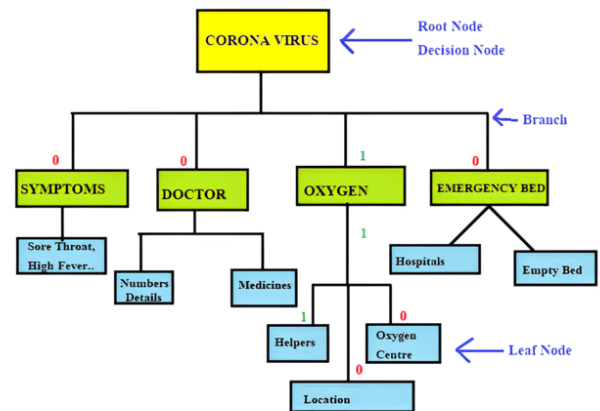 CORONA VIRUS
Root Node
Decision Node
Branch
0
0
1
0
SYMPTOMS
DOCTOR
OXYGEN
EMERGENCY BED
1
Sore Throat,
High Fever..
Numbers
Details
Medicines
Hospitals
Empty Bed
1
0
Helpers
Oxygen
Centre
Leaf Node
0
Location